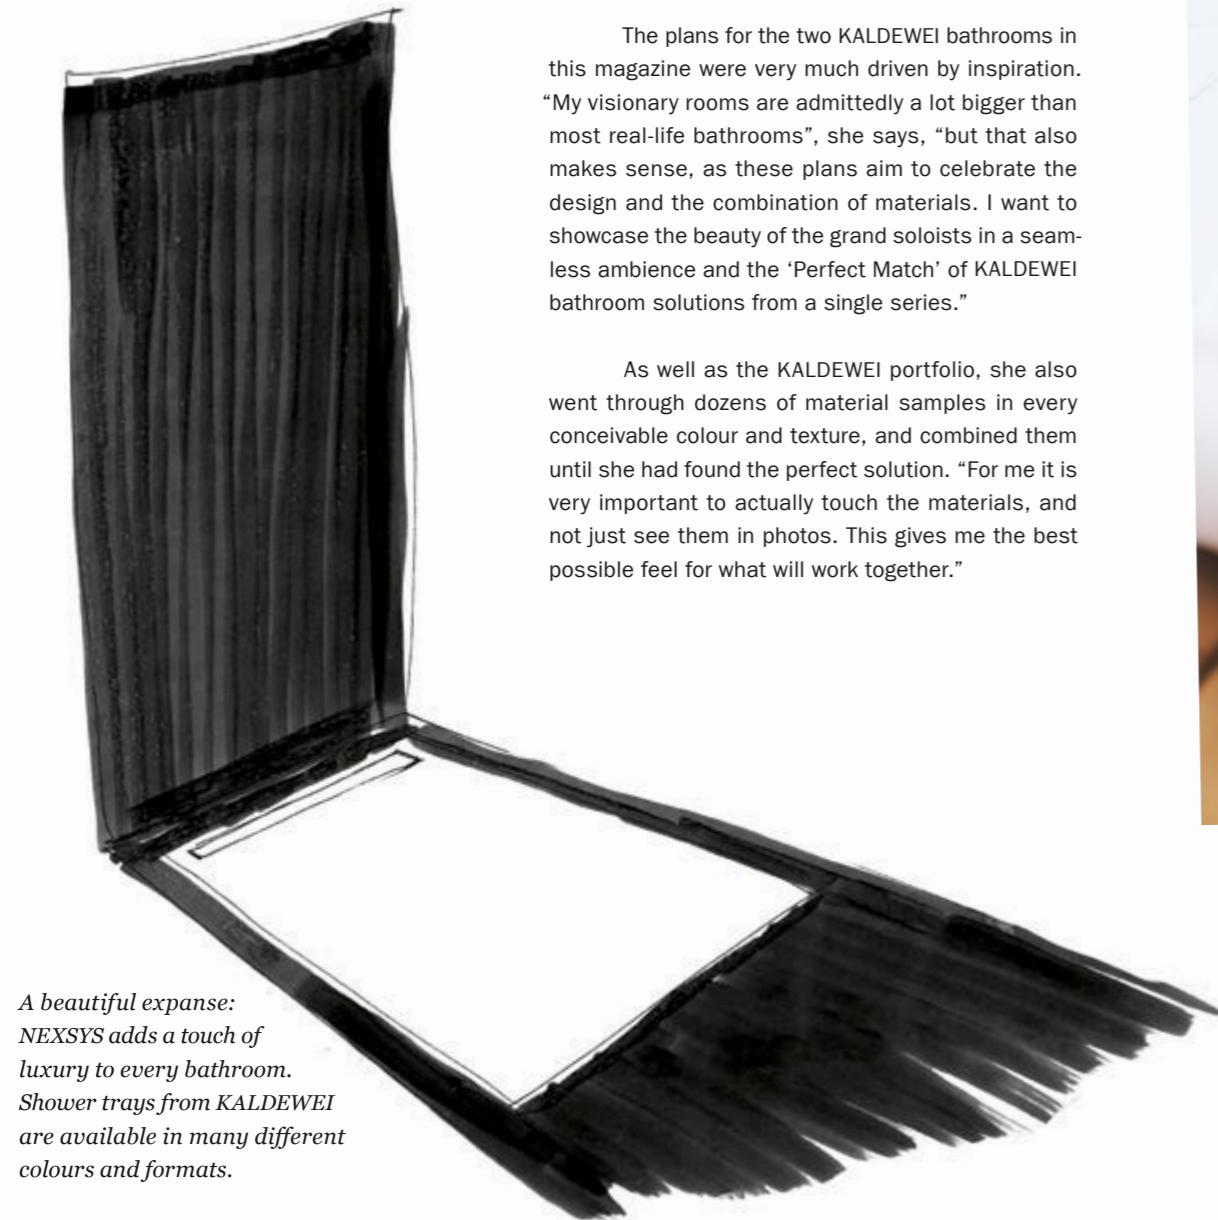 The plans for the two KALDEWEI bathrooms in
this magazine were very much driven by inspiration.
“My visionary rooms are admittedly a lot bigger than
most real-life bathrooms”, she says, “but that also
makes sense, as these plans aim to celebrate the
design and the combination of materials. I want to
showcase the beauty of the grand soloists in a seam-
less ambience and the ‘Perfect Match’ of KALDEWEI
bathroom solutions from a single series.”
As well as the KALDEWEI portfolio, she also
went through dozens of material samples in every
conceivable colour and texture, and combined them
until she had found the perfect solution. “For me it is
very important to actually touch the materials, and
not just see them in photos. This gives me the best
possible feel for what will work together.”
A beautiful expanse:
NEXSYS adds a touch of
luxury to every bathroom.
Shower trays from KALDEWEI
are available in many different
colours and formats.